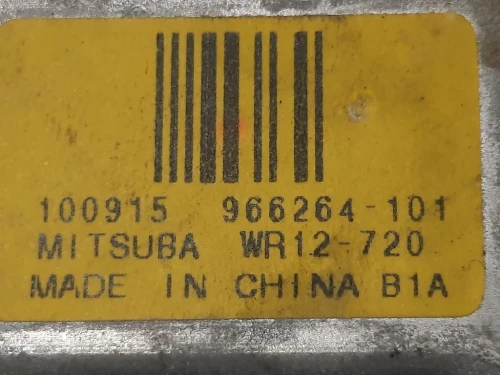 100915 966264-101
MITSUBA WR12-720
MADE IN CHINA B1A